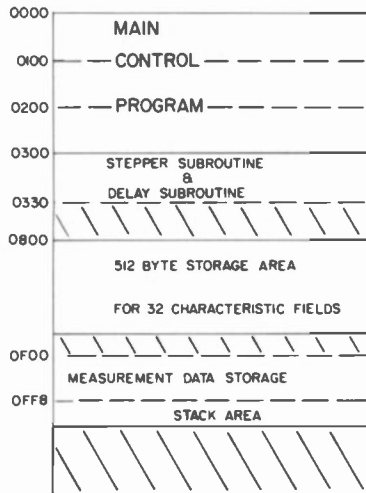 0000
MAIN
0100 CONTROL
0200 PROGRAM
0300
STEPPER SUBROUTINE
&
DELAY SUBROUTINE
0330
0800
512 BYTE STORAGE AREA
FOR 32 CHARACTERISTIC FIELDS
0F00
MEASUREMENT DATA STORAGE
0FF8
STACK AREA